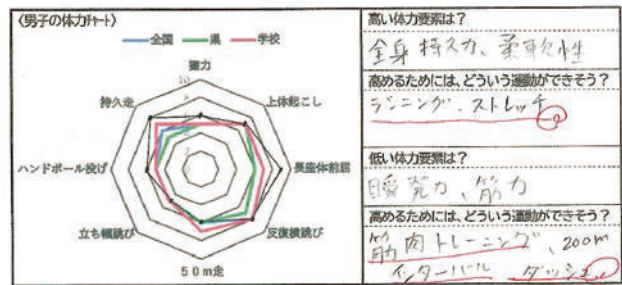 〈男子の体力チャート〉
全国 県 学校
握力
上体起こし
長座体前屈
反復横跳び
50m走
立ち幅跳び
ハンドボール投げ
持久走
10
8
2
0
高い体力要素は?
全身持久力、柔軟性
高めるためには、どういう運動ができそう?
ランニング、ストレッチ
低い体力要素は?
瞬発力、筋力
高めるためには、どういう運動ができそう?
筋肉トレーニング、200m
インターバル ダッシュ